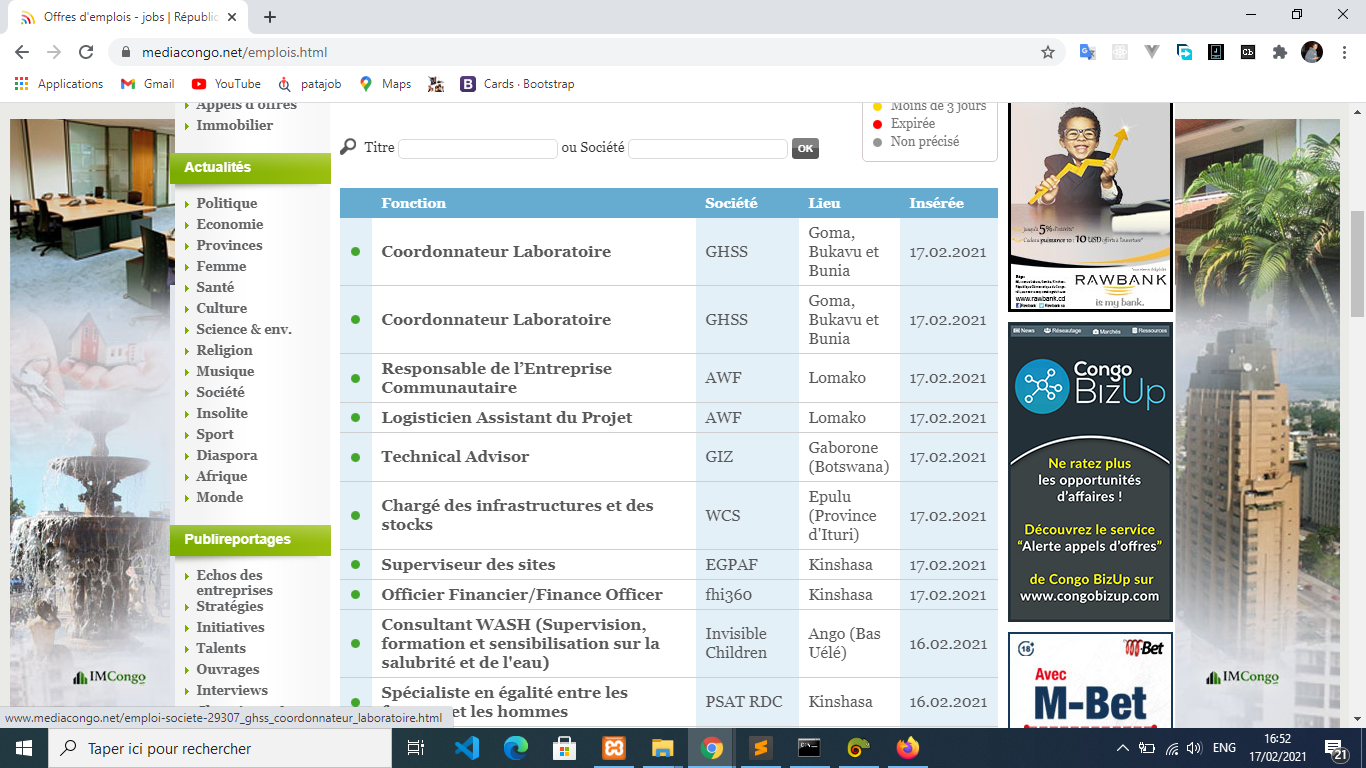 Offres d'emplois - jobs | Républic
mediacongo.net/emplois.html
Applications
Gmail
YouTube
patajob
Maps
Cards · Bootstrap
Appels d'offres
Immobilier
Actualités
Politique
Economie
Provinces
Femme
Santé
Culture
Science & env.
Religion
Musique
Société
Insolite
Sport
Diaspora
Afrique
Monde
Publireportages
Echos des
entreprises
Stratégies
Initiatives
Talents
Ouvrages
Interviews
IMCongo
Moins de 3 jours
Expirée
Non précisé
Titre ou Société OK
Fonction Société Lieu Insérée
Coordonnateur Laboratoire GHSS Goma,
Bukavu et
Bunia 17.02.2021
Coordonnateur Laboratoire GHSS Goma,
Bukavu et
Bunia 17.02.2021
Responsable de l’Entreprise
Communautaire AWF Lomako 17.02.2021
Logisticien Assistant du Projet AWF Lomako 17.02.2021
Technical Advisor GIZ Gaborone
(Botswana) 17.02.2021
Chargé des infrastructures et des
stocks WCS Epulu
(Province
d'Ituri) 17.02.2021
Superviseur des sites EGPAF Kinshasa 17.02.2021
Officier Financier/Finance Officer fhi360 Kinshasa 17.02.2021
Consultant WASH (Supervision,
formation et sensibilisation sur la
salubrité et de l'eau) Invisible
Children Ango (Bas
Uélé) 16.02.2021
Spécialiste en égalité entre les
et les hommes PSAT RDC Kinshasa 16.02.2021
5% d'intérêt*
Cadeau puissance 10 : 10 USD offerts à l'ouverture*
RAWBANK
is my bank.
www.rawbank.cd
News Réseautage Marchés Ressources
Congo
BizUp
Ne ratez plus
les opportunités
d’affaires !
Découvrez le service
“Alerte appels d’offres”
de Congo BizUp sur
www.congobizup.com
18+
M-Bet
Avec
M-Bet
IMCongo
www.mediacongo.net/emploi-societe-29307_ghss_coordonnateur_laboratoire.html
Taper ici pour rechercher
ENG
16:52
17/02/2021
21